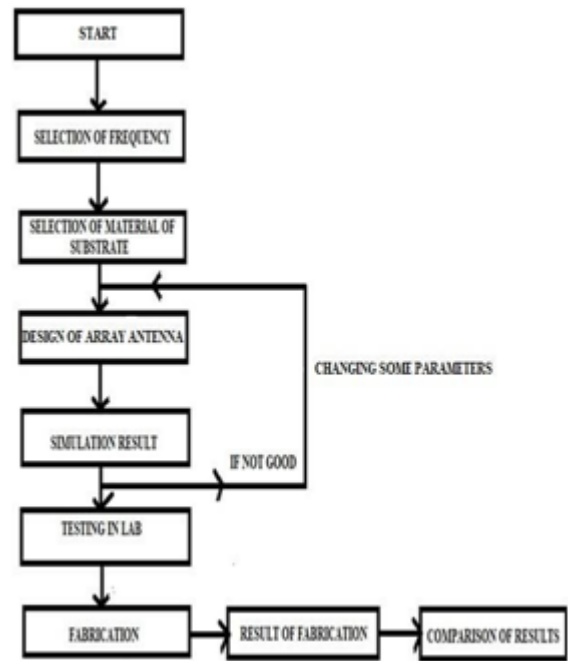 START
SELECTION OF FREQUENCY
SELECTION OF MATERIAL OF
SUBSTRATE
DESIGN OF ARRAY ANTENNA
CHANGING SOME PARAMETERS
SIMULATION RESULT
IF NOT GOOD
TESTING IN LAB
FABRICATION
RESULT OF FABRICATION
COMPARISON OF RESULTS